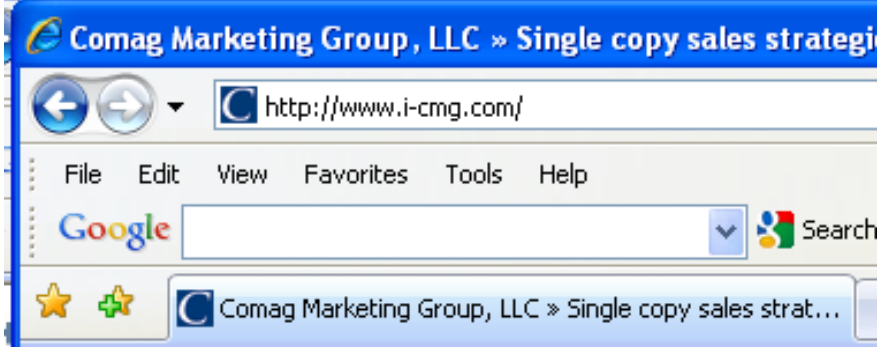 Comag Marketing Group, LLC » Single copy sales strategi
C http://www.i-cmg.com/
File Edit View Favorites Tools Help
Google Search
C Comag Marketing Group, LLC » Single copy sales strat...